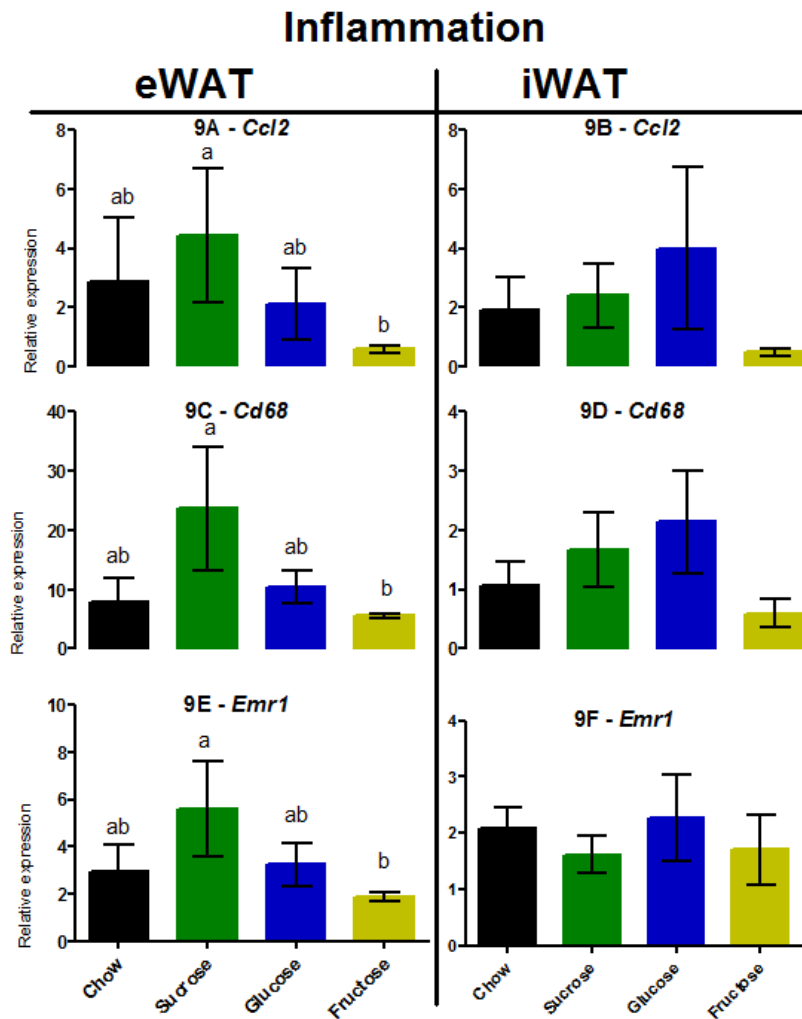 Inflammation
eWAT
iWAT
9A - Ccl2
Relative expression
8
6
4
2
0
ab
a
ab
b
9B - Ccl2
8
6
4
2
0
9C - Cd68
Relative expression
40
30
20
10
0
ab
a
ab
b
9D - Cd68
4
3
2
1
0
9E - Emr1
Relative expression
10
8
6
4
2
0
ab
a
ab
b
Chow
Sucrose
Glucose
Fructose
9F - Emr1
4
3
2
1
0
Chow
Sucrose
Glucose
Fructose